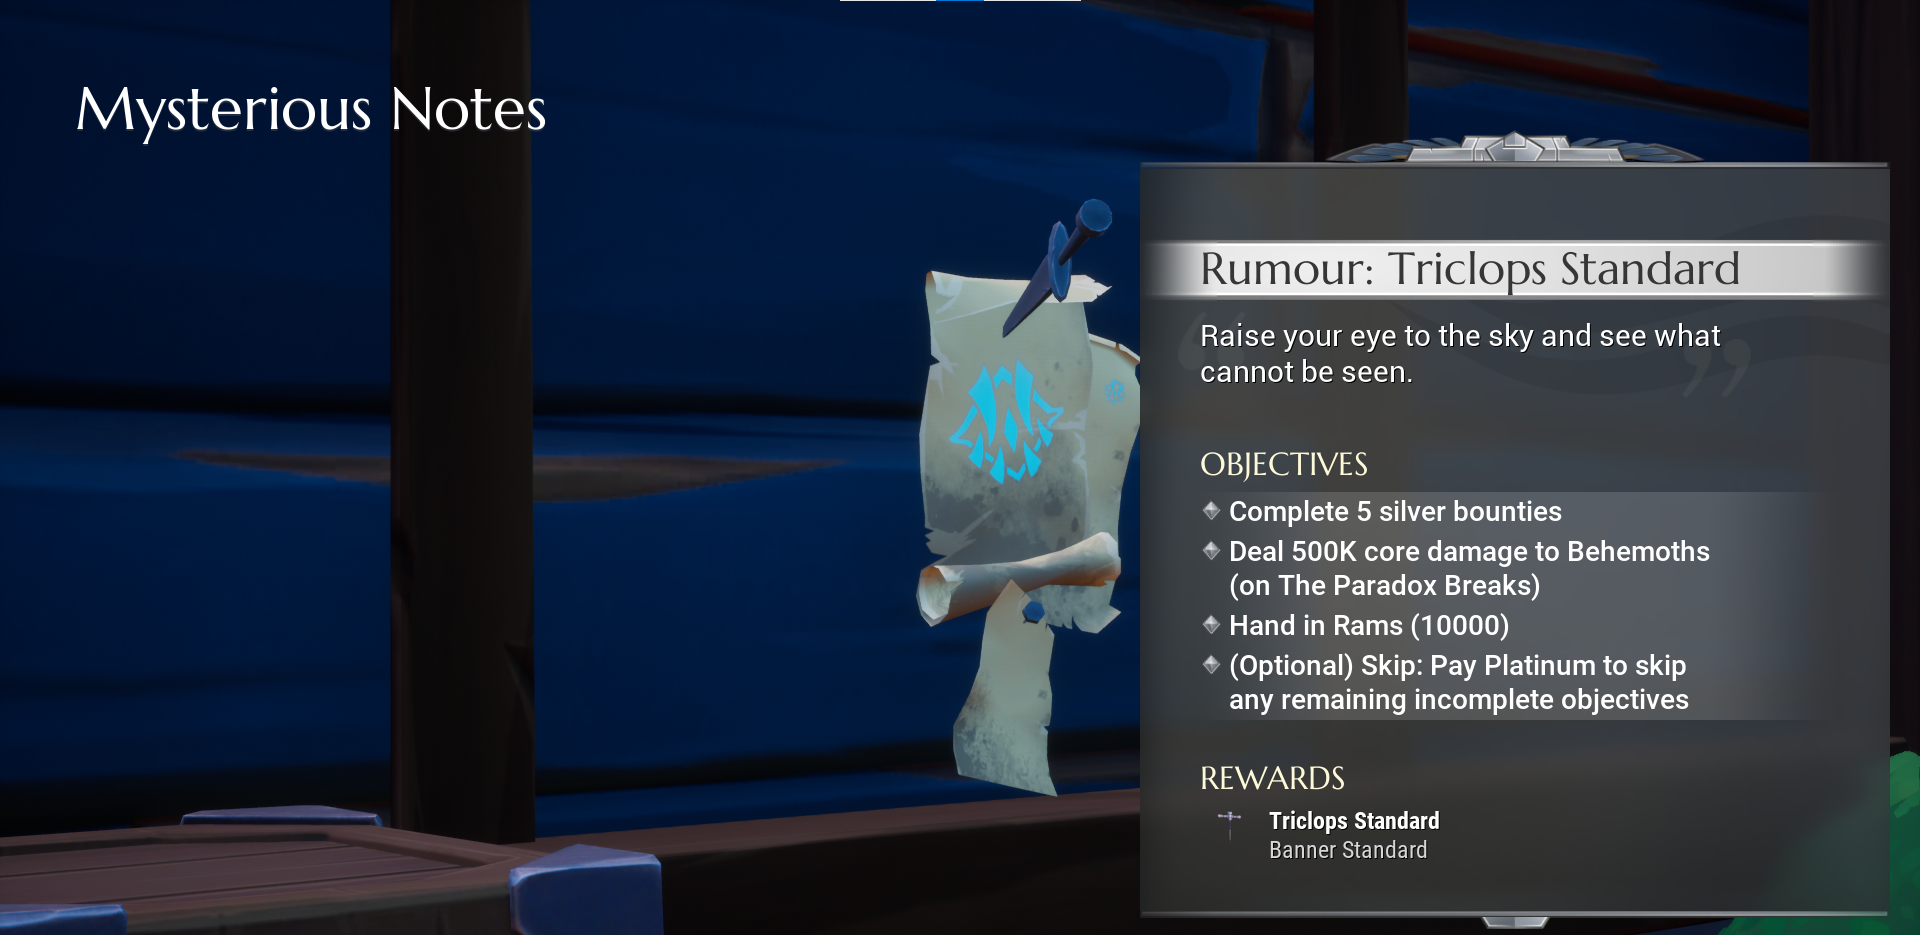 Mysterious Notes
Rumour: Triclops Standard
Raise your eye to the sky and see what
cannot be seen.
OBJECTIVES
Complete 5 silver bounties
Deal 500K core damage to Behemoths
(on The Paradox Breaks)
Hand in Rams (10000)
(Optional) Skip: Pay Platinum to skip
any remaining incomplete objectives
REWARDS
Triclops Standard
Banner Standard